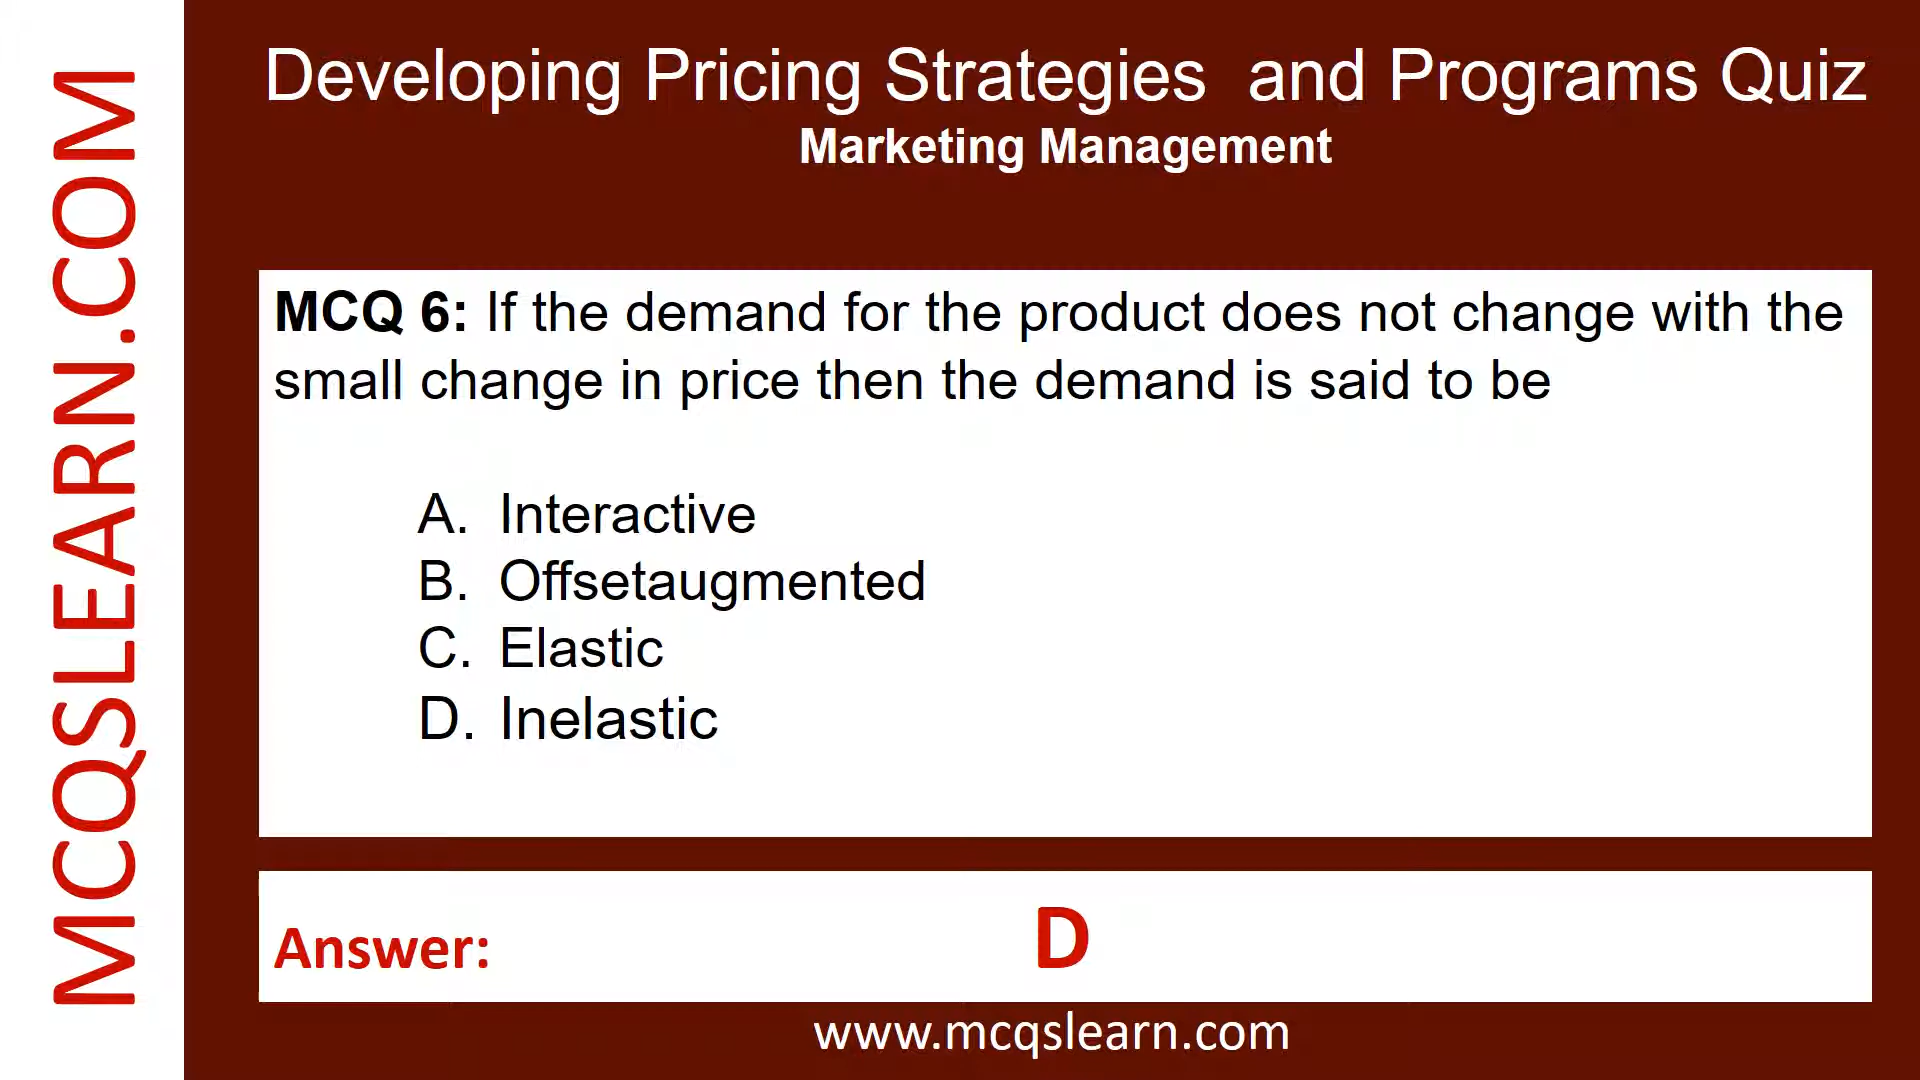 MCQSLEARN.COM
Developing Pricing Strategies and Programs Quiz
Marketing Management
MCQ 6: If the demand for the product does not change with the
small change in price then the demand is said to be
A. Interactive
B. Offsetaugmented
C. Elastic
D. Inelastic
Answer: D
www.mcqslearn.com